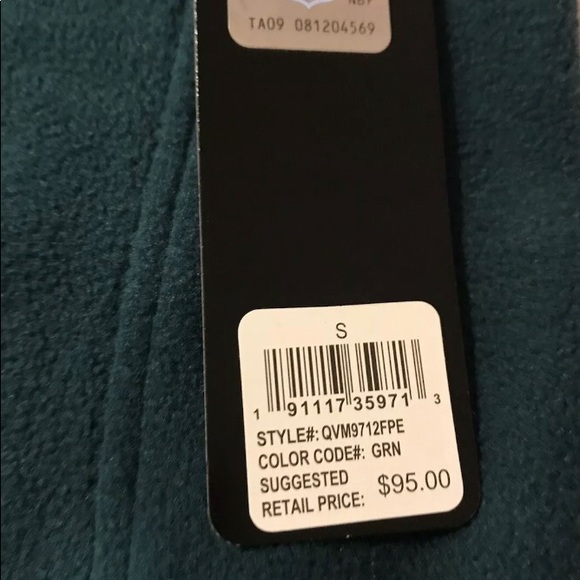 TA09 081204569
S
1 91117 35971 3
STYLE#: QVM9712FPE
COLOR CODE#: GRN
SUGGESTED
RETAIL PRICE: $95.00